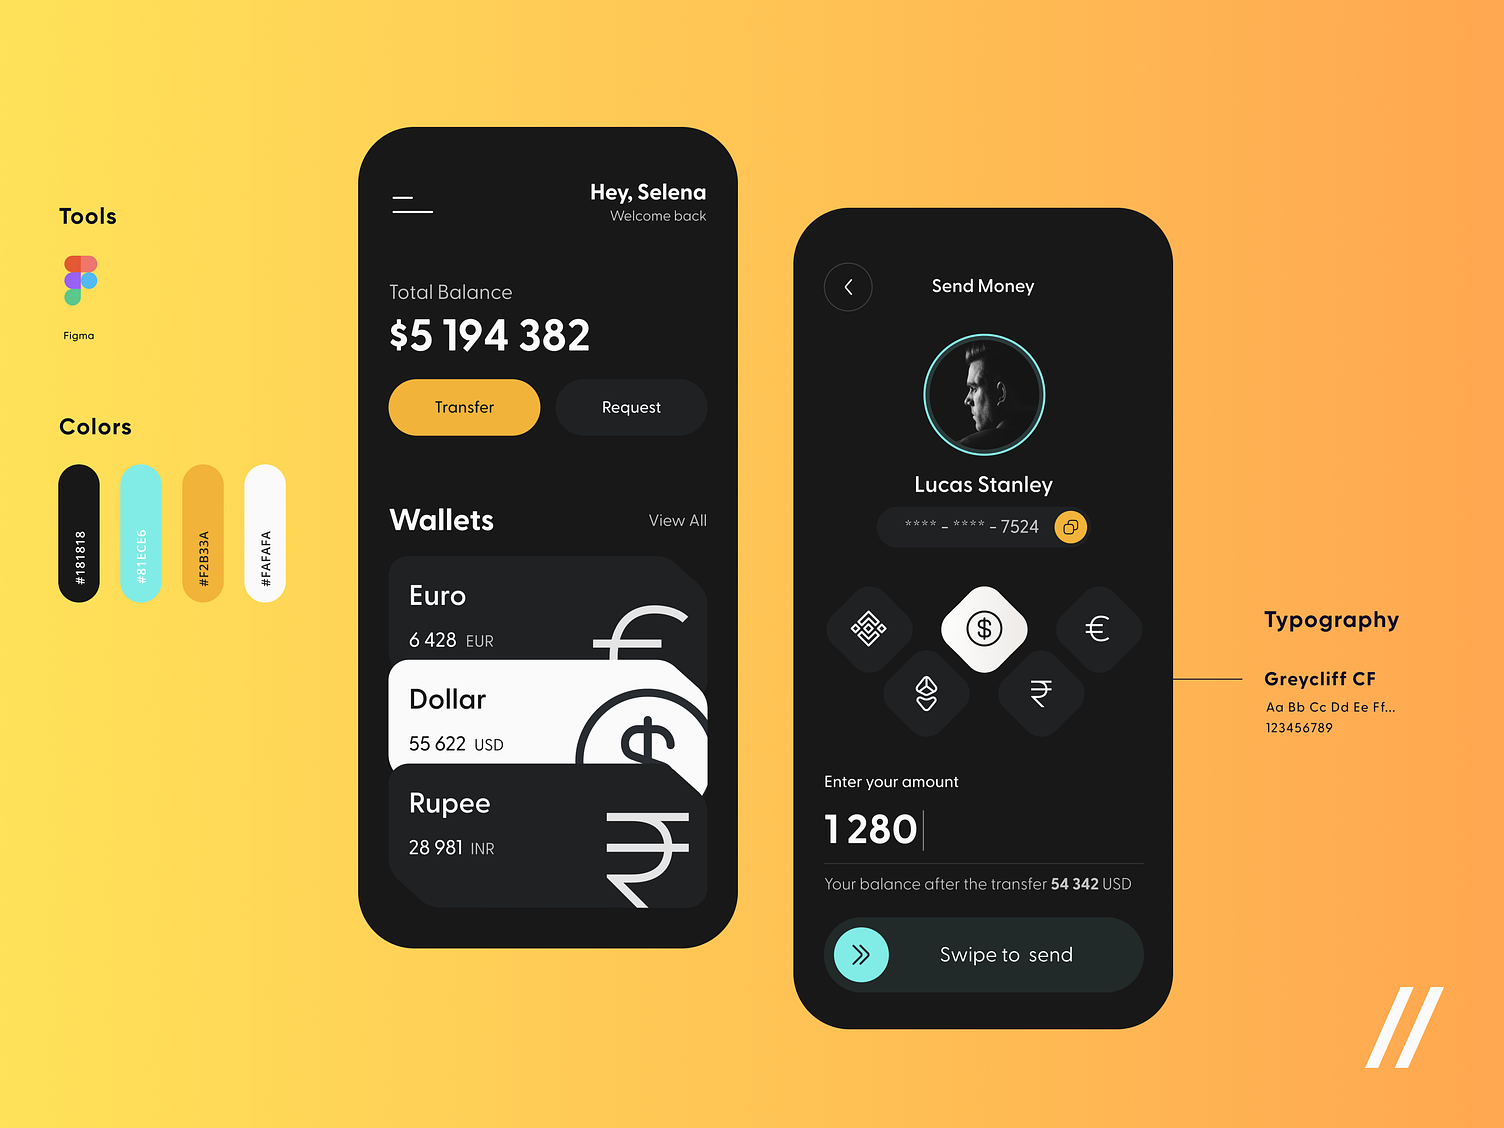 Tools
Figma
Colors
#181818
#81ECE6
#F2B33A
#FAFAFA
Hey, Selena
Welcome back
Total Balance
$5 194 382
Transfer
Request
Wallets
View All
Euro
6 428 EUR
Dollar
55 622 USD
Rupee
28 981 INR
Send Money
Lucas Stanley
**** - **** - 7524
Enter your amount
1 280
Your balance after the transfer 54 342 USD
Swipe to send
Typography
Greycliff CF
Aa Bb Cc Dd Ee Ff...
123456789